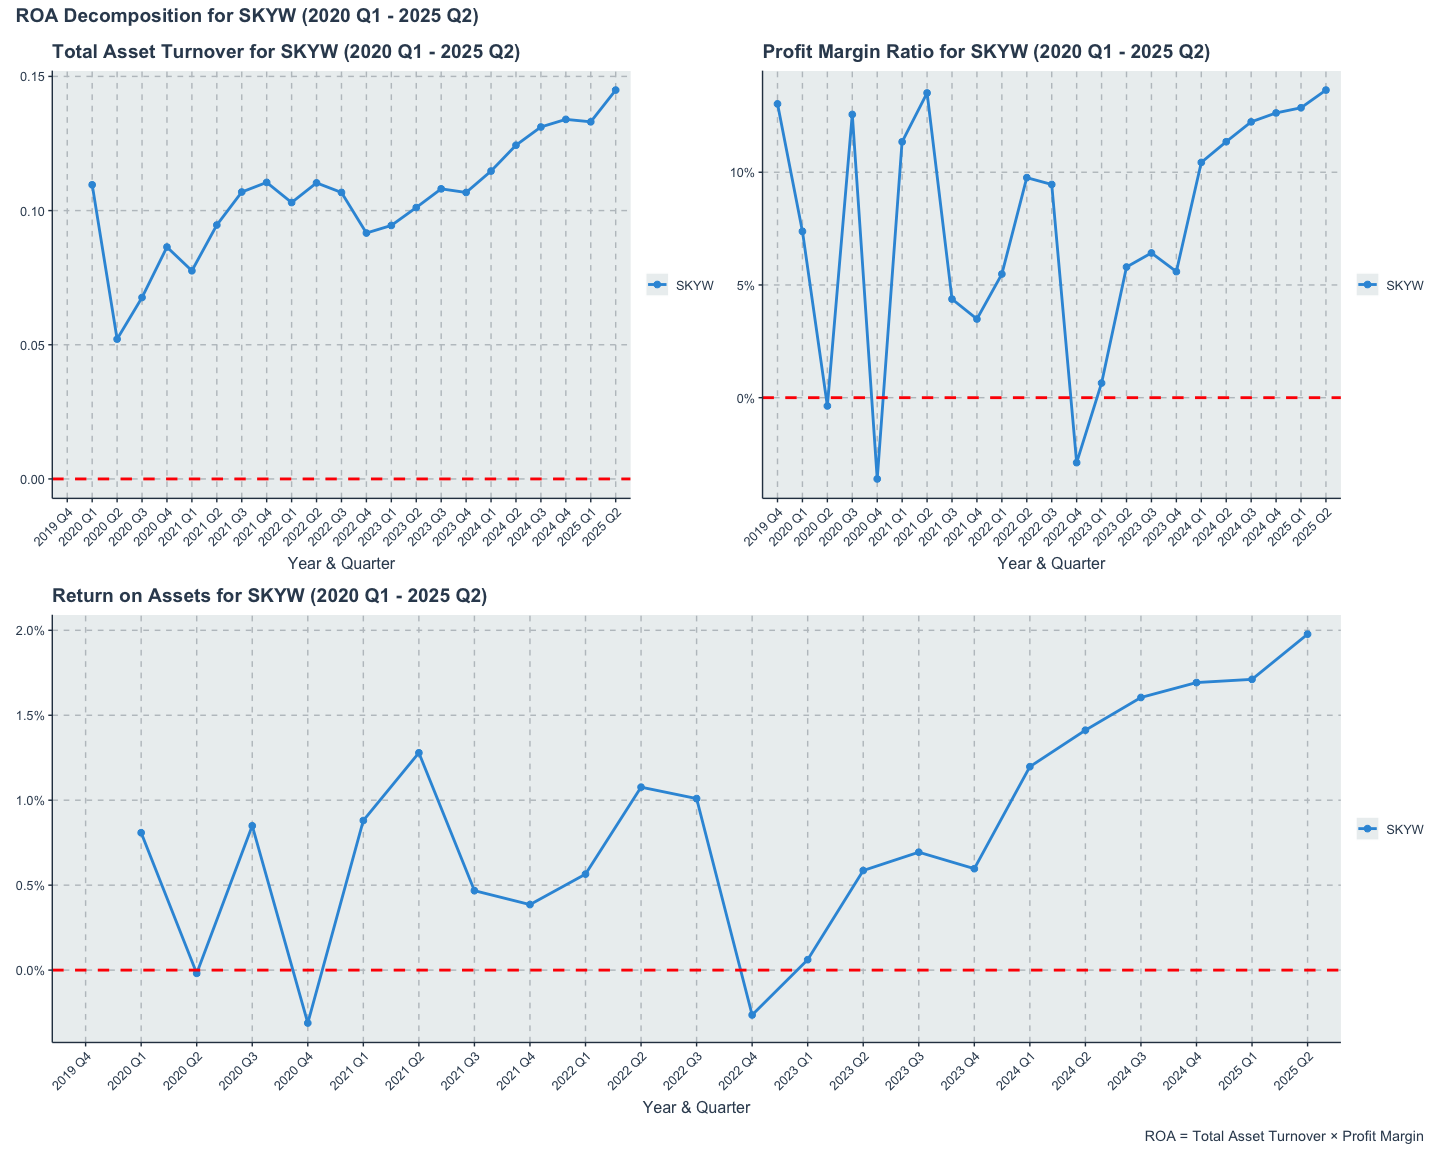 ROA Decomposition for SKYW (2020 Q1 - 2025 Q2)
Total Asset Turnover for SKYW (2020 Q1 - 2025 Q2)
0.15
0.10
0.05
0.00
2019 Q4
2020 Q1
2020 Q2
2020 Q3
2020 Q4
2021 Q1
2021 Q2
2021 Q3
2021 Q4
2022 Q1
2022 Q2
2022 Q3
2022 Q4
2023 Q1
2023 Q2
2023 Q3
2023 Q4
2024 Q1
2024 Q2
2024 Q3
2024 Q4
2025 Q1
2025 Q2
Year & Quarter
SKYW
Profit Margin Ratio for SKYW (2020 Q1 - 2025 Q2)
10%
5%
0%
2019 Q4
2020 Q1
2020 Q2
2020 Q3
2020 Q4
2021 Q1
2021 Q2
2021 Q3
2021 Q4
2022 Q1
2022 Q2
2022 Q3
2022 Q4
2023 Q1
2023 Q2
2023 Q3
2023 Q4
2024 Q1
2024 Q2
2024 Q3
2024 Q4
2025 Q1
2025 Q2
Year & Quarter
SKYW
Return on Assets for SKYW (2020 Q1 - 2025 Q2)
2.0%
1.5%
1.0%
0.5%
0.0%
2019 Q4
2020 Q1
2020 Q2
2020 Q3
2020 Q4
2021 Q1
2021 Q2
2021 Q3
2021 Q4
2022 Q1
2022 Q2
2022 Q3
2022 Q4
2023 Q1
2023 Q2
2023 Q3
2023 Q4
2024 Q1
2024 Q2
2024 Q3
2024 Q4
2025 Q1
2025 Q2
Year & Quarter
SKYW
ROA = Total Asset Turnover × Profit Margin